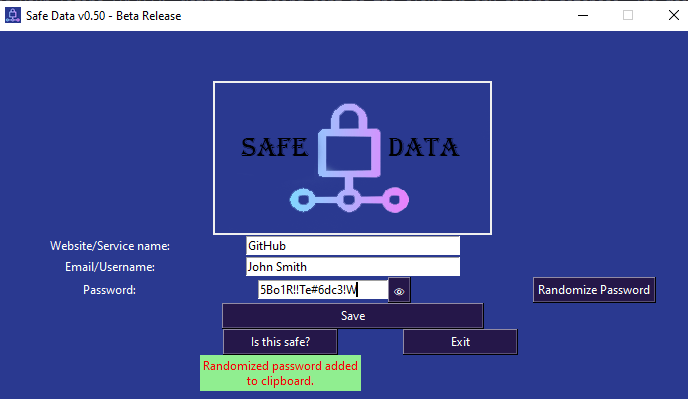 Safe Data v0.50 - Beta Release
SAFE DATA
Website/Service name: GitHub
Email/Username: John Smith
Password: 5Bo1R!!Te#6dc3!W Randomize Password
Save
Is this safe? Exit
Randomized password added
to clipboard.